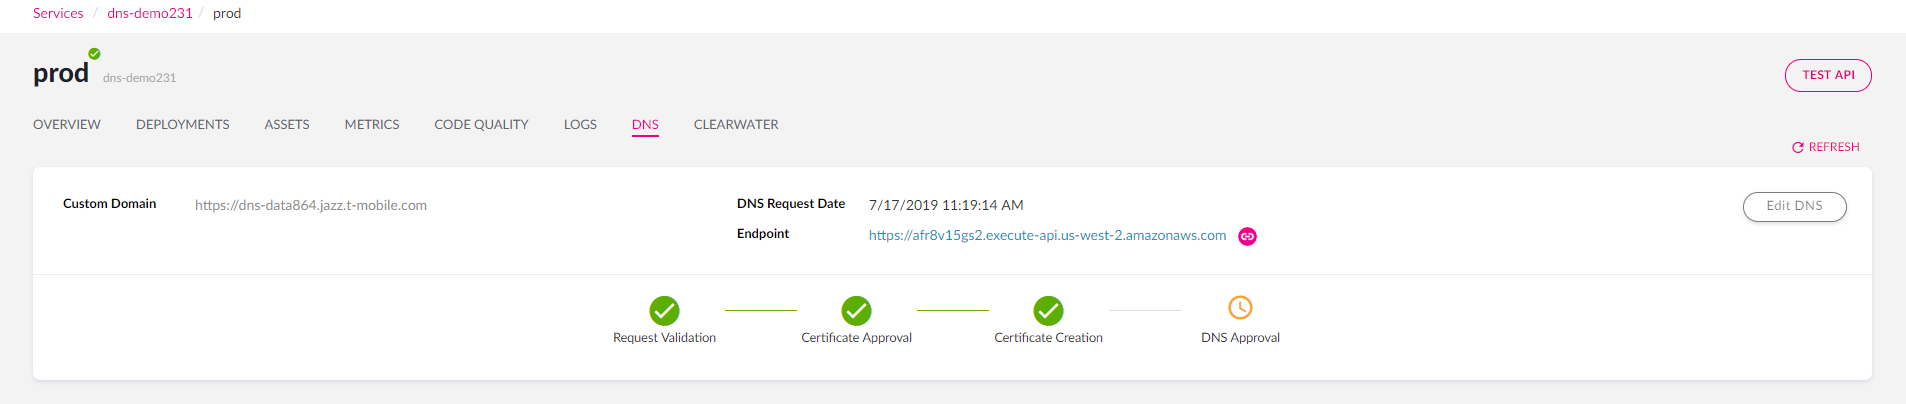 Services / dns-demo231 / prod
prod dns-demo231
TEST API
OVERVIEW DEPLOYMENTS ASSETS METRICS CODE QUALITY LOGS DNS CLEARWATER
REFRESH
Custom Domain https://dns-data864.jazz.t-mobile.com
DNS Request Date 7/17/2019 11:19:14 AM
Edit DNS
Endpoint https://afr8v15gs2.execute-api.us-west-2.amazonaws.com
Request Validation Certificate Approval Certificate Creation DNS Approval